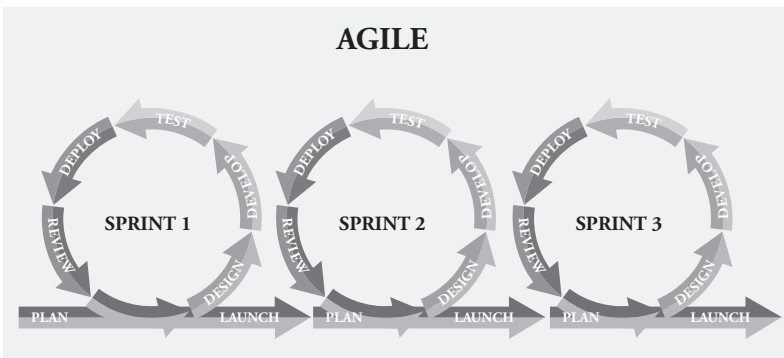 AGILE
TEST
DEPLOY
DEVELOP
SPRINT 1
REVIEW
DESIGN
PLAN
LAUNCH
TEST
DEPLOY
DEVELOP
SPRINT 2
REVIEW
DESIGN
PLAN
LAUNCH
TEST
DEPLOY
DEVELOP
SPRINT 3
REVIEW
DESIGN
PLAN
LAUNCH